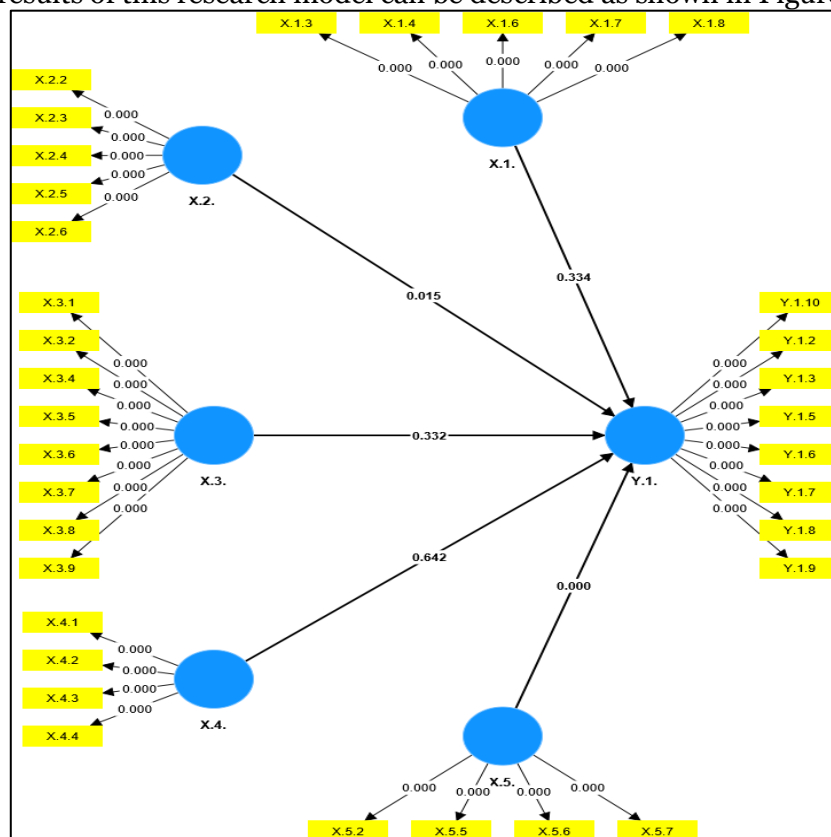 results of this research model can be described as shown in Figure
X.1.3 X.1.4 X.1.6 X.1.7 X.1.8
0.000 0.000 0.000 0.000 0.000
X.1.
X.2.2
X.2.3
X.2.4
X.2.5
X.2.6
0.000
0.000
0.000
0.000
0.000
X.2.
0.334
0.015
X.3.1
X.3.2
X.3.4
X.3.5
X.3.6
X.3.7
X.3.8
X.3.9
0.000
0.000
0.000
0.000
0.000
0.000
0.000
0.000
X.3.
0.332
Y.1.10
Y.1.2
Y.1.3
Y.1.5
Y.1.6
Y.1.7
Y.1.8
Y.1.9
0.000
0.000
0.000
0.000
0.000
0.000
0.000
0.000
Y.1.
0.642
0.000
X.4.1
X.4.2
X.4.3
X.4.4
0.000
0.000
0.000
0.000
X.4.
X.5.
0.000 0.000 0.000 0.000
X.5.2 X.5.5 X.5.6 X.5.7